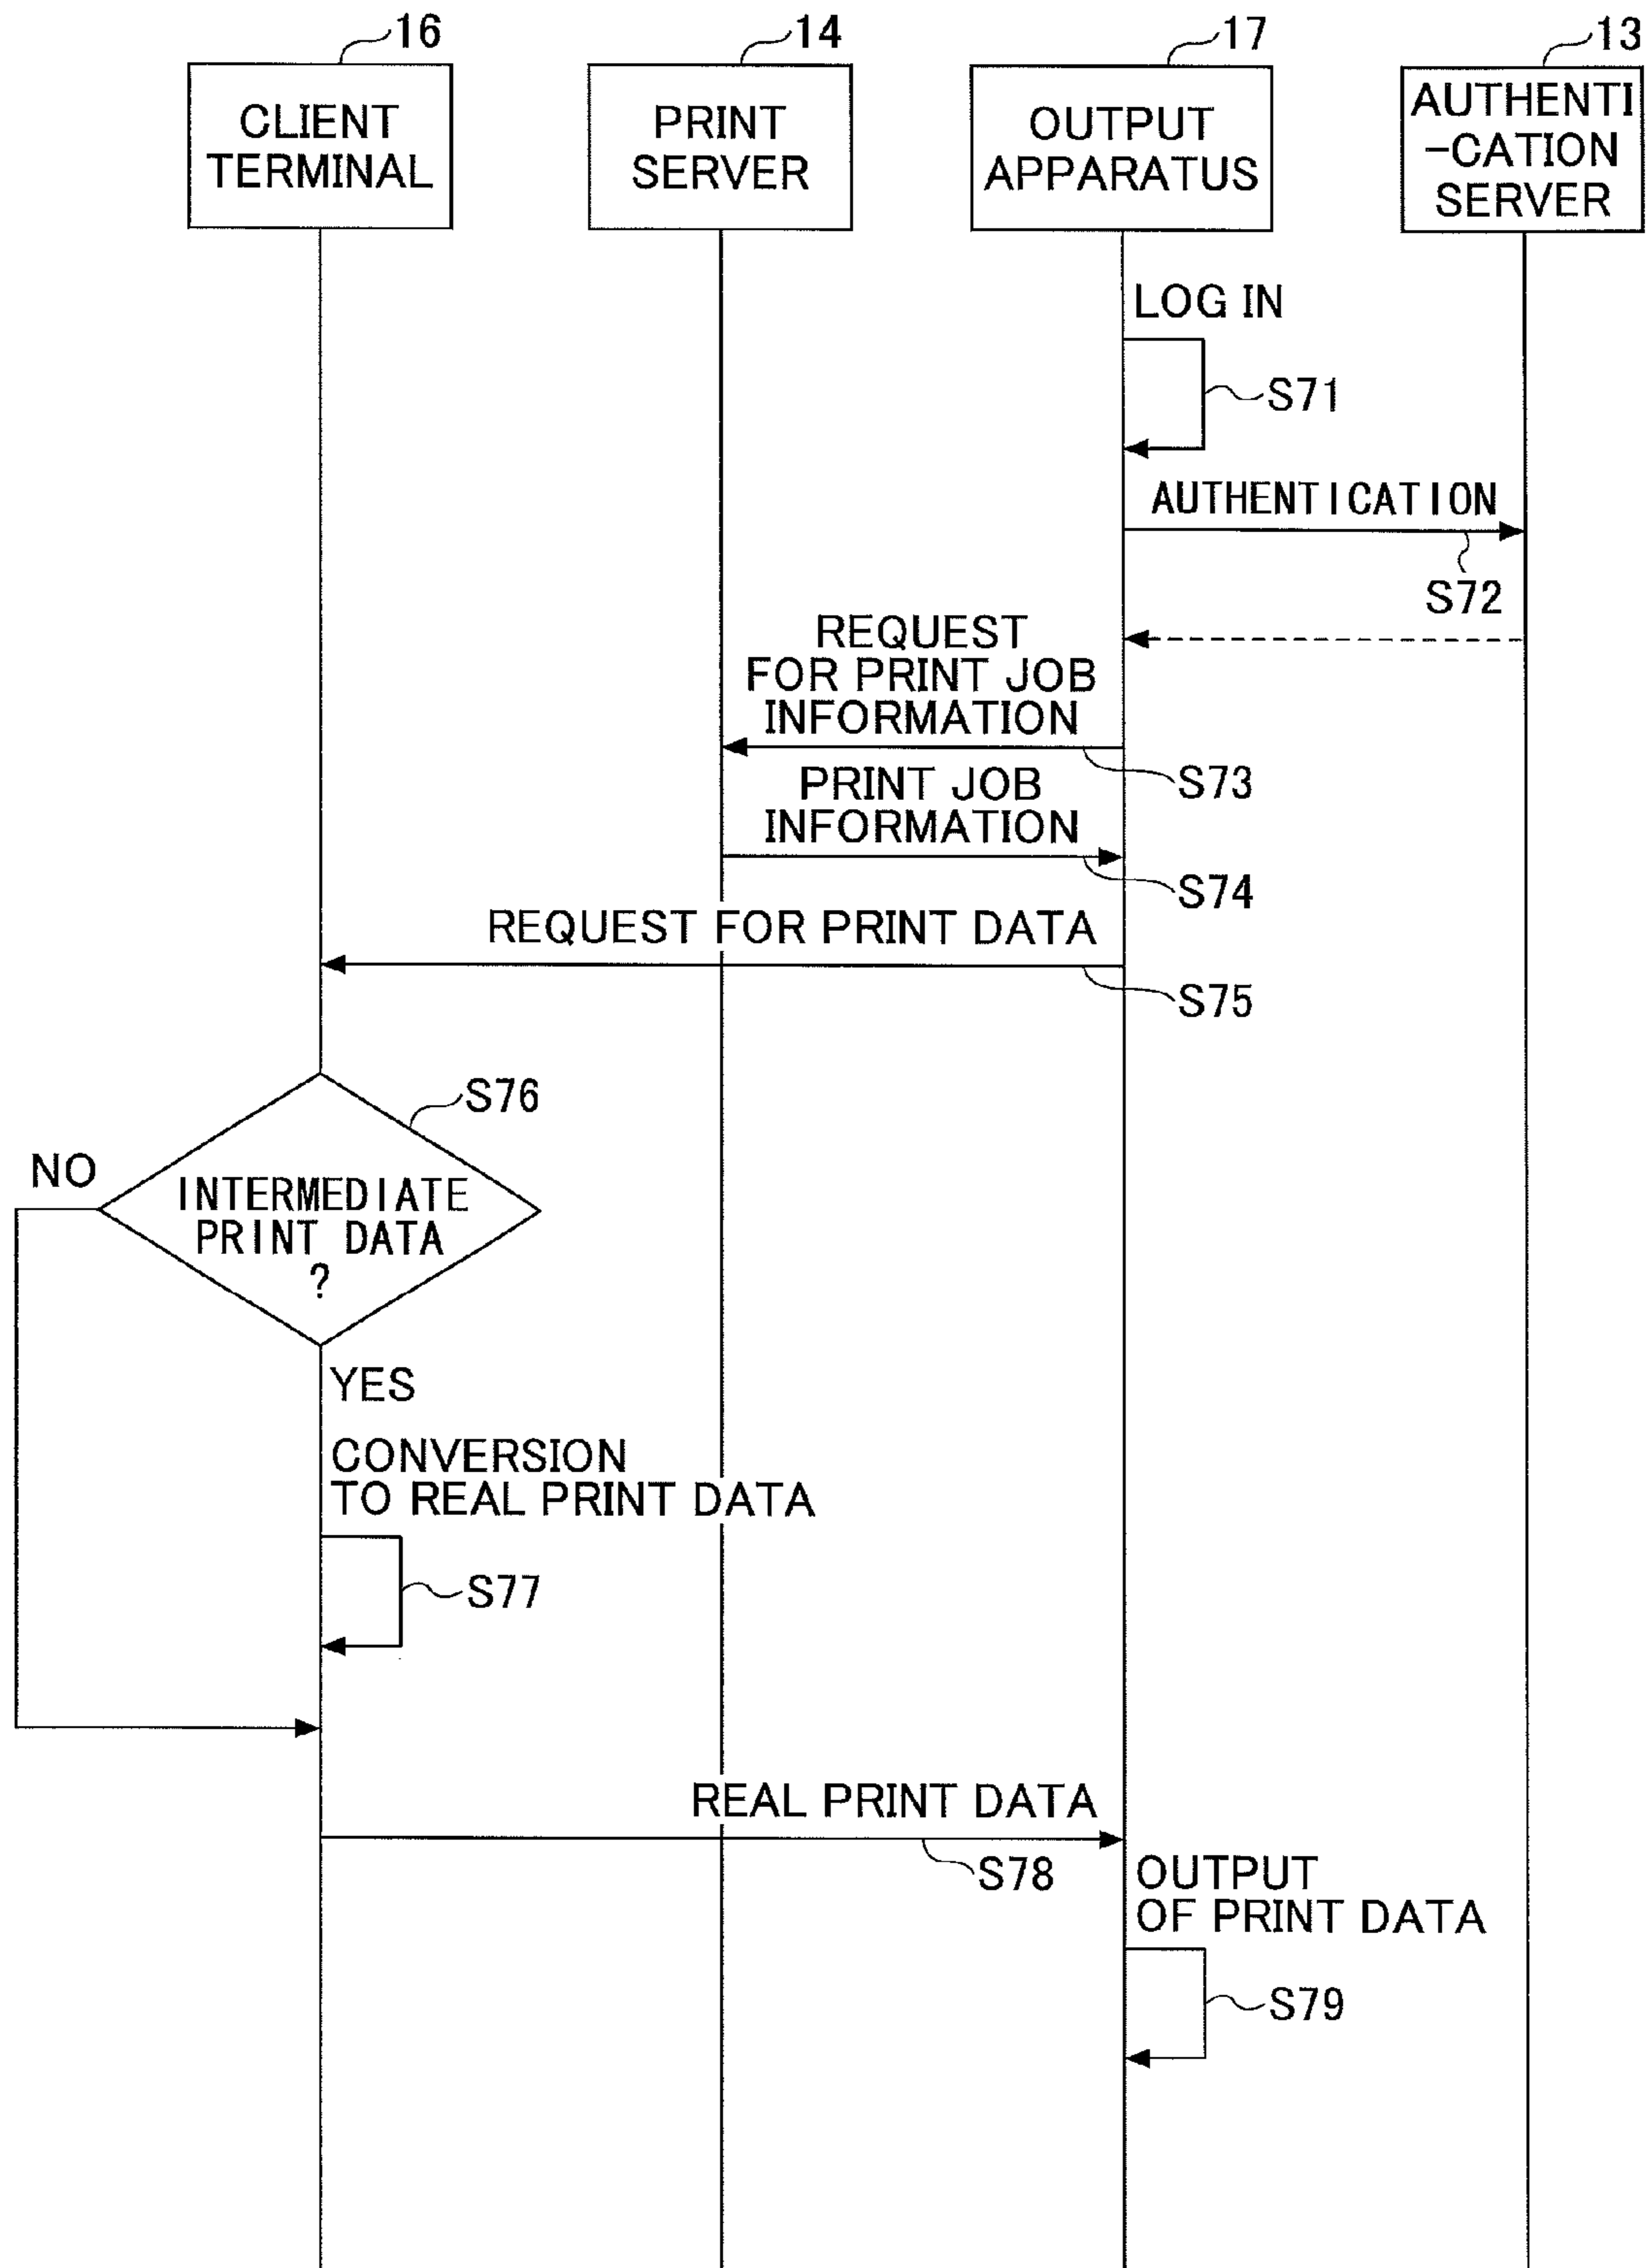 16
14
17
13
CLIENT
TERMINAL
PRINT
SERVER
OUTPUT
APPARATUS
AUTHENTI
-CATION
SERVER
LOG IN
S71
AUTHENTICATION
S72
REQUEST
FOR PRINT JOB
INFORMATION
S73
PRINT JOB
INFORMATION
S74
REQUEST FOR PRINT DATA
S75
S76
NO
INTERMEDIATE
PRINT DATA
?
YES
CONVERSION
TO REAL PRINT DATA
S77
REAL PRINT DATA
S78
OUTPUT
OF PRINT DATA
S79